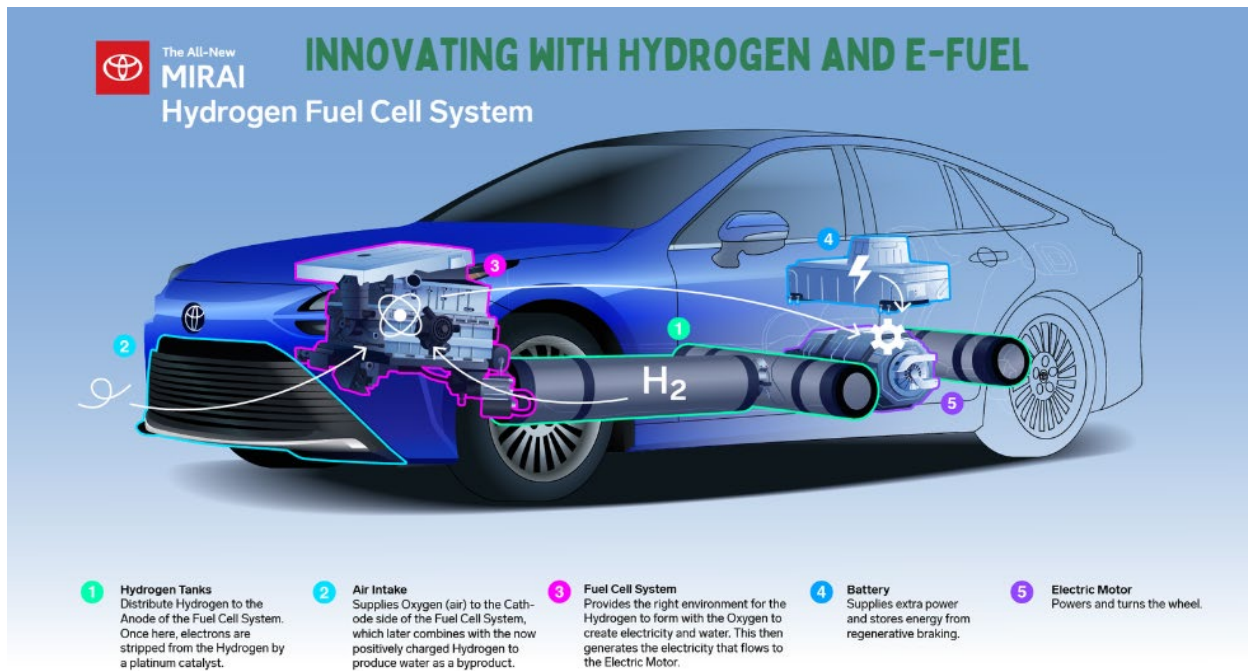 The All-New
MIRAI
INNOVATING WITH HYDROGEN AND E-FUEL
Hydrogen Fuel Cell System
4
3
1
2
H2
5
1
Hydrogen Tanks
Distribute Hydrogen to the
Anode of the Fuel Cell System.
Once here, electrons are
stripped from the Hydrogen by
a platinum catalyst.
2
Air Intake
Supplies Oxygen (air) to the Cath-
ode side of the Fuel Cell System,
which later combines with the now
positively charged Hydrogen to
produce water as a byproduct.
3
Fuel Cell System
Provides the right environment for the
Hydrogen to form with the Oxygen to
create electricity and water. This then
generates the electricity that flows to
the Electric Motor.
4
Battery
Supplies extra power
and stores energy from
regenerative braking.
5
Electric Motor
Powers and turns the wheel.